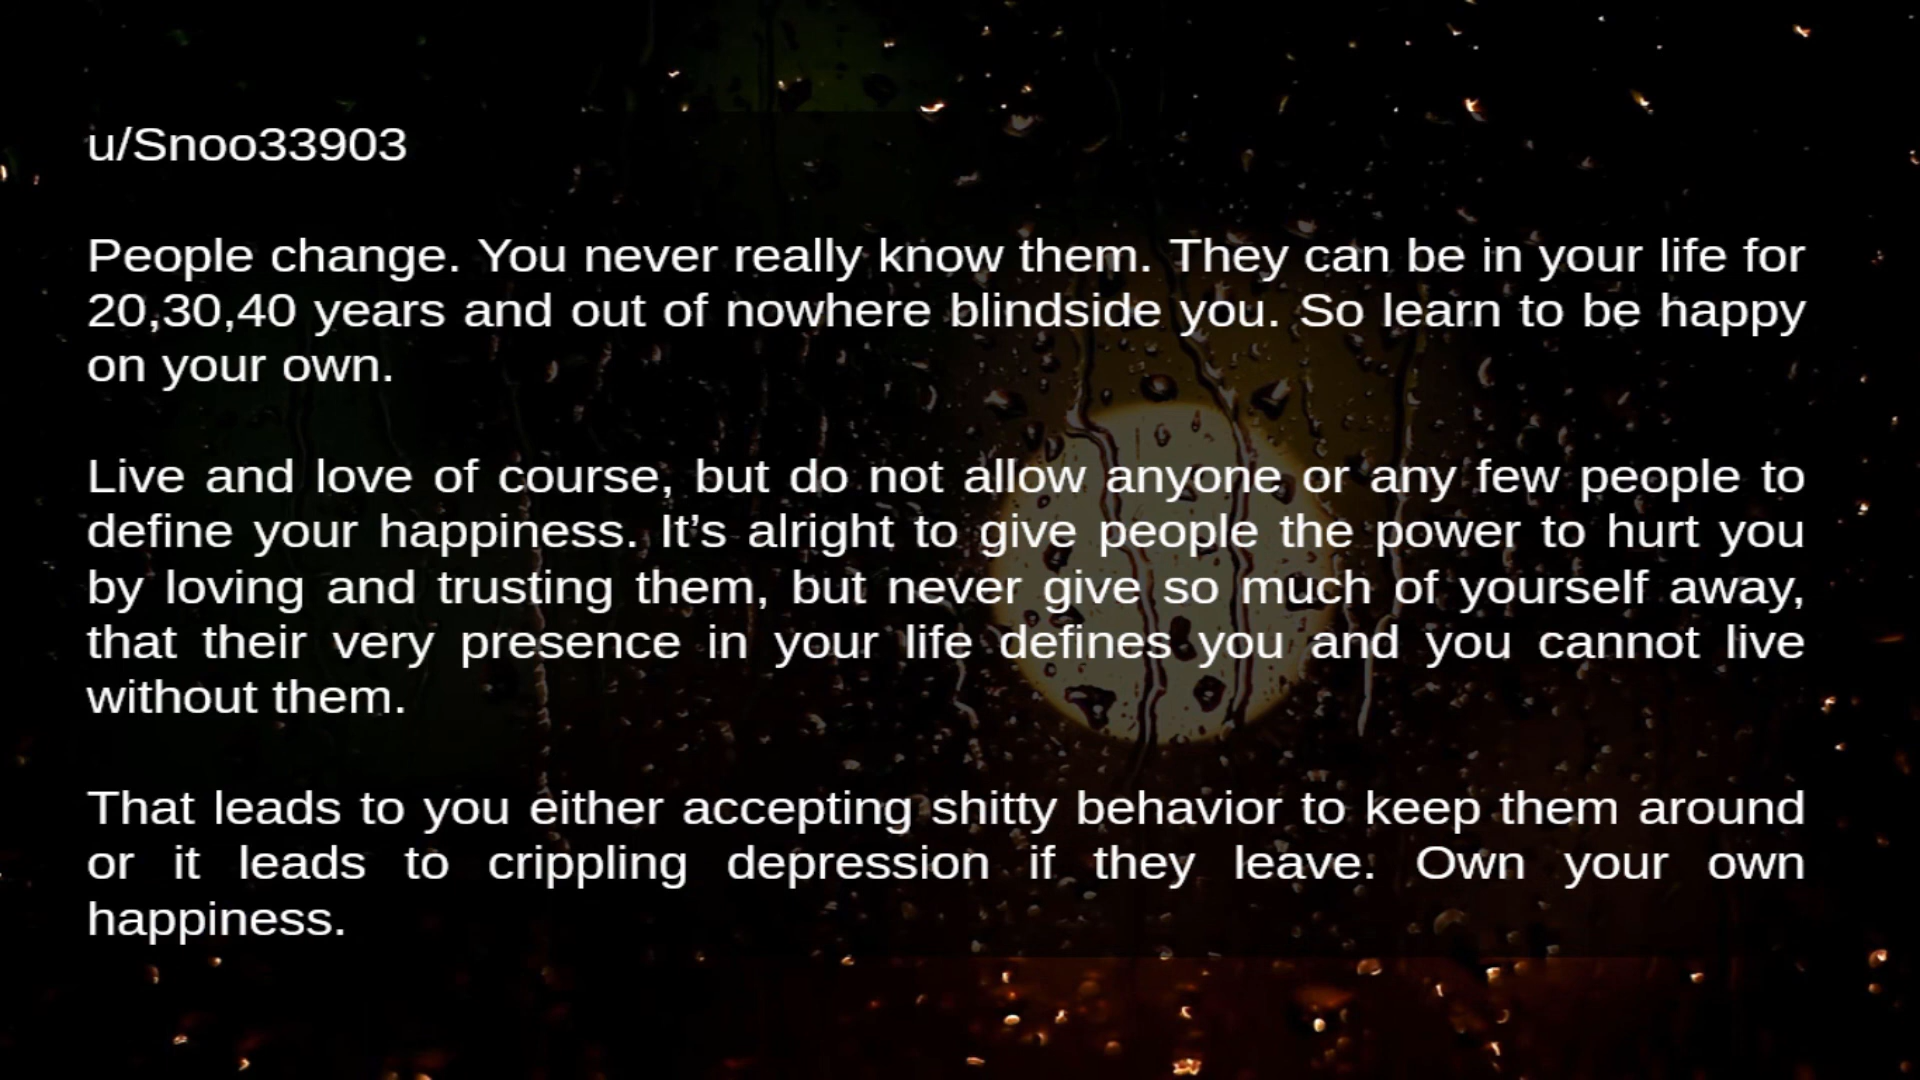 u/Snoo33903
People change. You never really know them. They can be in your life for
20,30,40 years and out of nowhere blindside you. So learn to be happy
on your own.
Live and love of course, but do not allow anyone or any few people to
define your happiness. It’s alright to give people the power to hurt you
by loving and trusting them, but never give so much of yourself away,
that their very presence in your life defines you and you cannot live
without them.
That leads to you either accepting shitty behavior to keep them around
or it leads to crippling depression if they leave. Own your own
happiness.